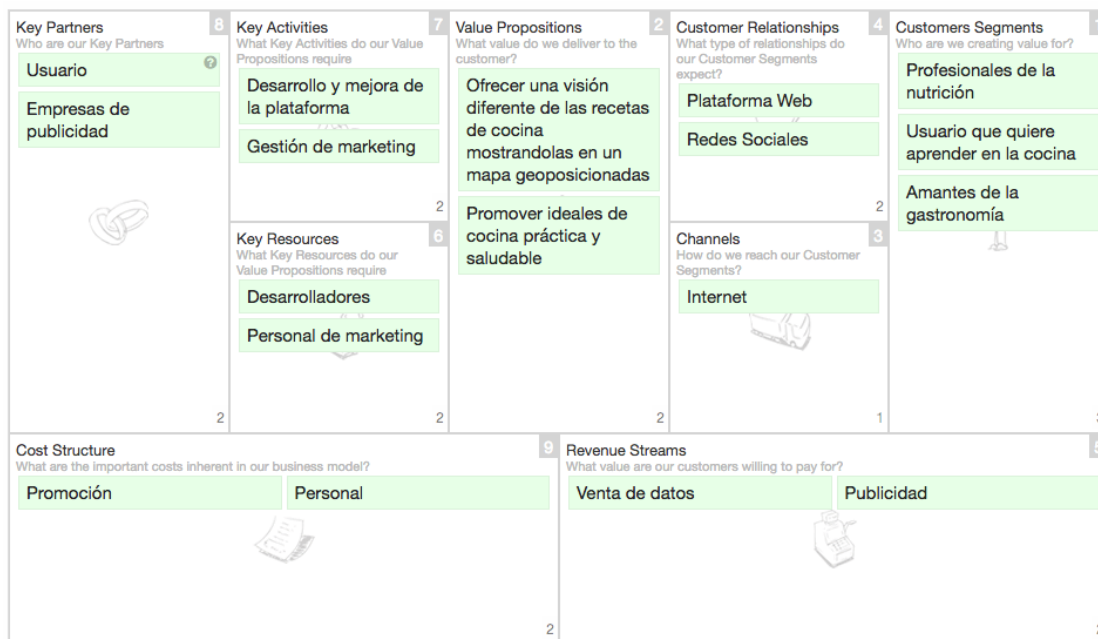 Key Partners
8
Who are our Key Partners
Usuario
?
Empresas de
publicidad
2
Key Activities
7
What Key Activities do our Value
Propositions require
Desarrollo y mejora de
la plataforma
Gestión de marketing
2
Key Resources
6
What Key Resources do our
Value Propositions require
Desarrolladores
Personal de marketing
2
Value Propositions
2
What value do we deliver to the
customer?
Ofrecer una visión
diferente de las recetas
de cocina
mostrandolas en un
mapa geoposicionadas
Promover ideales de
cocina práctica y
saludable
2
Customer Relationships
4
What type of relationships do
our Customer Segments
expect?
Plataforma Web
Redes Sociales
2
Channels
3
How do we reach our Customer
Segments?
Internet
1
Customers Segments
Who are we creating value for?
Profesionales de la
nutrición
Usuario que quiere
aprender en la cocina
Amantes de la
gastronomía
Cost Structure
9
What are the important costs inherent in our business model?
Promoción
Personal
2
Revenue Streams
What value are our customers willing to pay for?
Venta de datos
Publicidad